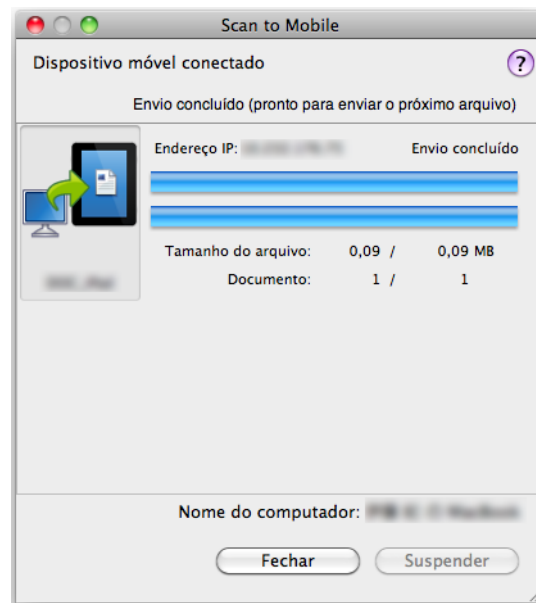 Scan to Mobile
Dispositivo móvel conectado
?
Envio concluído (pronto para enviar o próximo arquivo)
Endereço IP:
Envio concluído
Tamanho do arquivo: 0,09 / 0,09 MB
Documento: 1 / 1
Nome do computador:
Fechar
Suspender